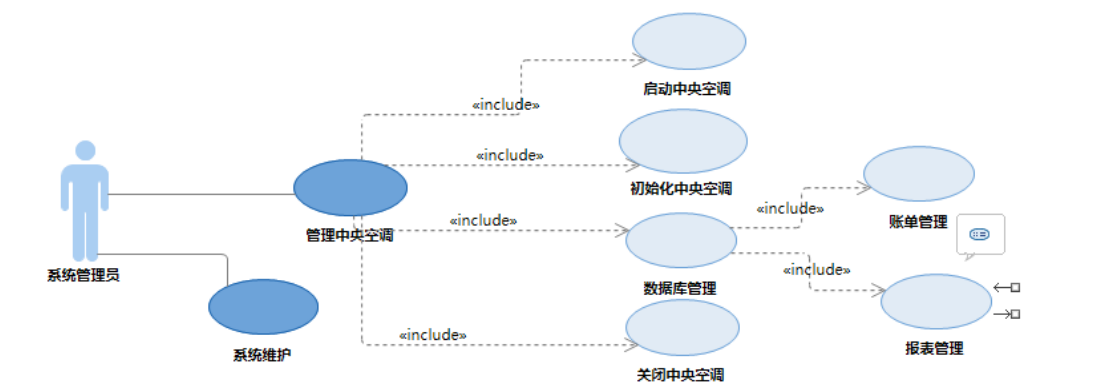 启动中央空调
«include»
«include»
初始化中央空调
«include»
«include»
管理中央空调
账单管理
系统管理员
«include»
数据库管理
«include»
系统维护
报表管理
关闭中央空调